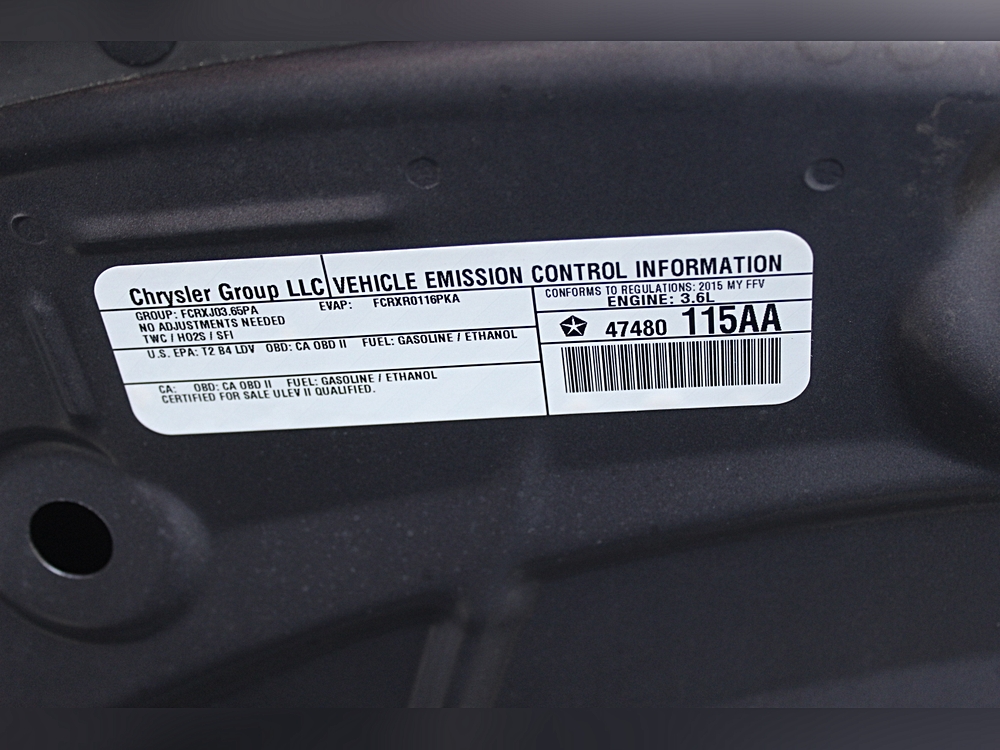 Chrysler Group LLC VEHICLE EMISSION CONTROL INFORMATION
GROUP: FCRXJ03.65PA EVAP: FCRXR0116PKA
NO ADJUSTMENTS NEEDED
TWC / HO2S / SFI
U.S. EPA: T2 B4 LDV OBD: CA OBD II FUEL: GASOLINE / ETHANOL
CA: OBD: CA OBD II FUEL: GASOLINE / ETHANOL
CERTIFIED FOR SALE ULEV II QUALIFIED.
CONFORMS TO REGULATIONS: 2015 MY FFV
ENGINE: 3.6L
47480 115AA